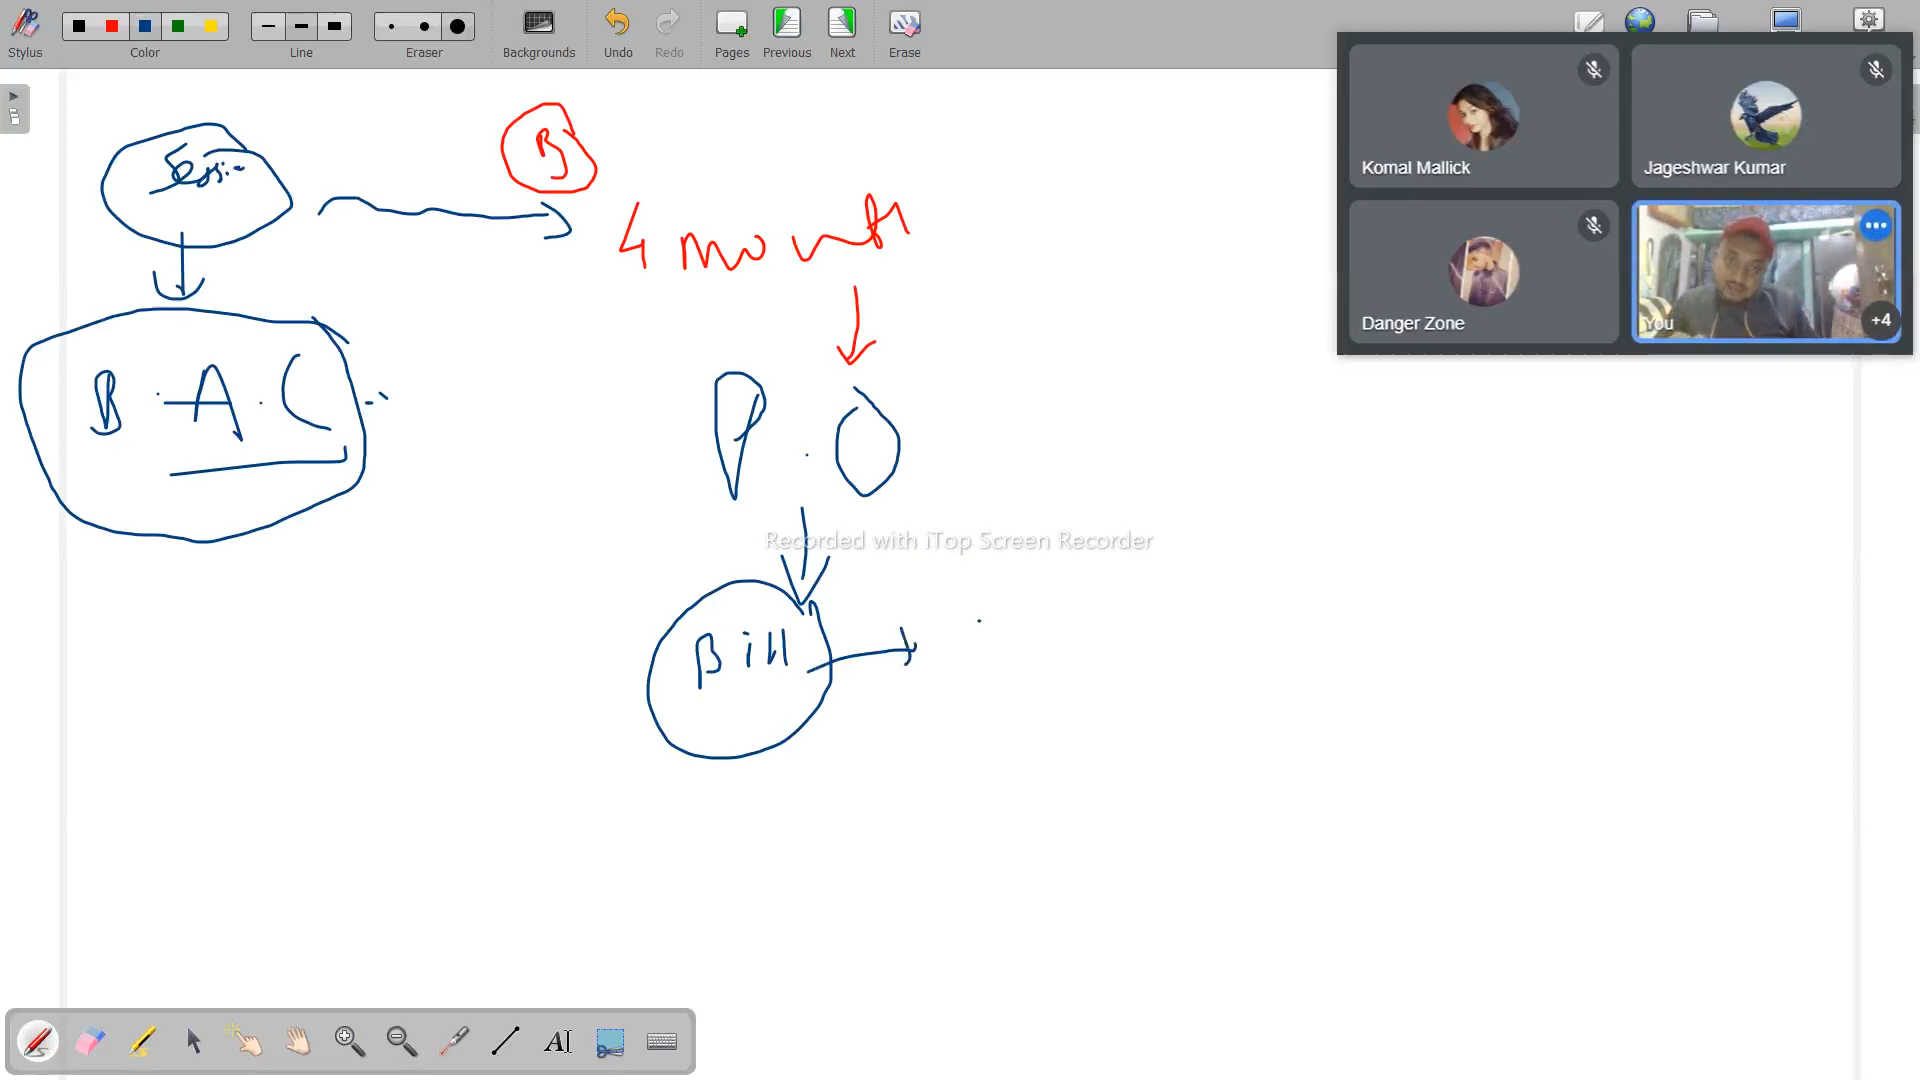 Stylus
Color
Line
Eraser
Backgrounds
Undo
Redo
Pages
Previous
Next
Erase
Komal Mallick
Jageshwar Kumar
Danger Zone
You
+4
B
4 month
B.A.C
P.O
Recorded with iTop Screen Recorder
Bill
AI